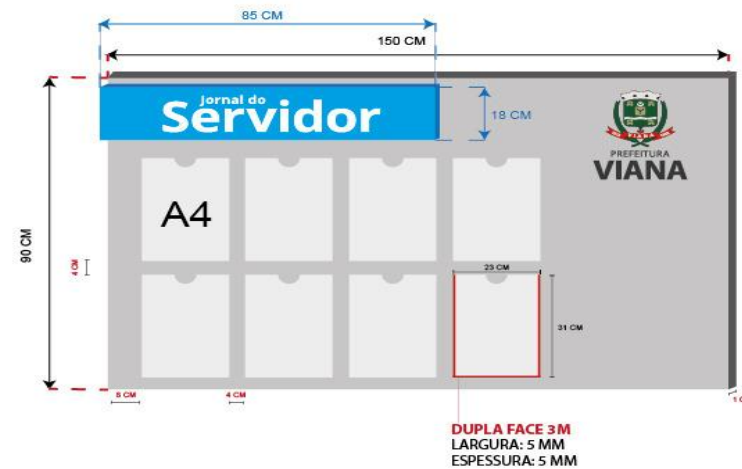 85 CM
150 CM
Jornal do
Servidor
18 CM
PREFEITURA
VIANA
A4
90 CM
4 CM
23 CM
31 CM
5 CM
4 CM
DUPLA FACE 3M
LARGURA: 5 MM
ESPESSURA: 5 MM